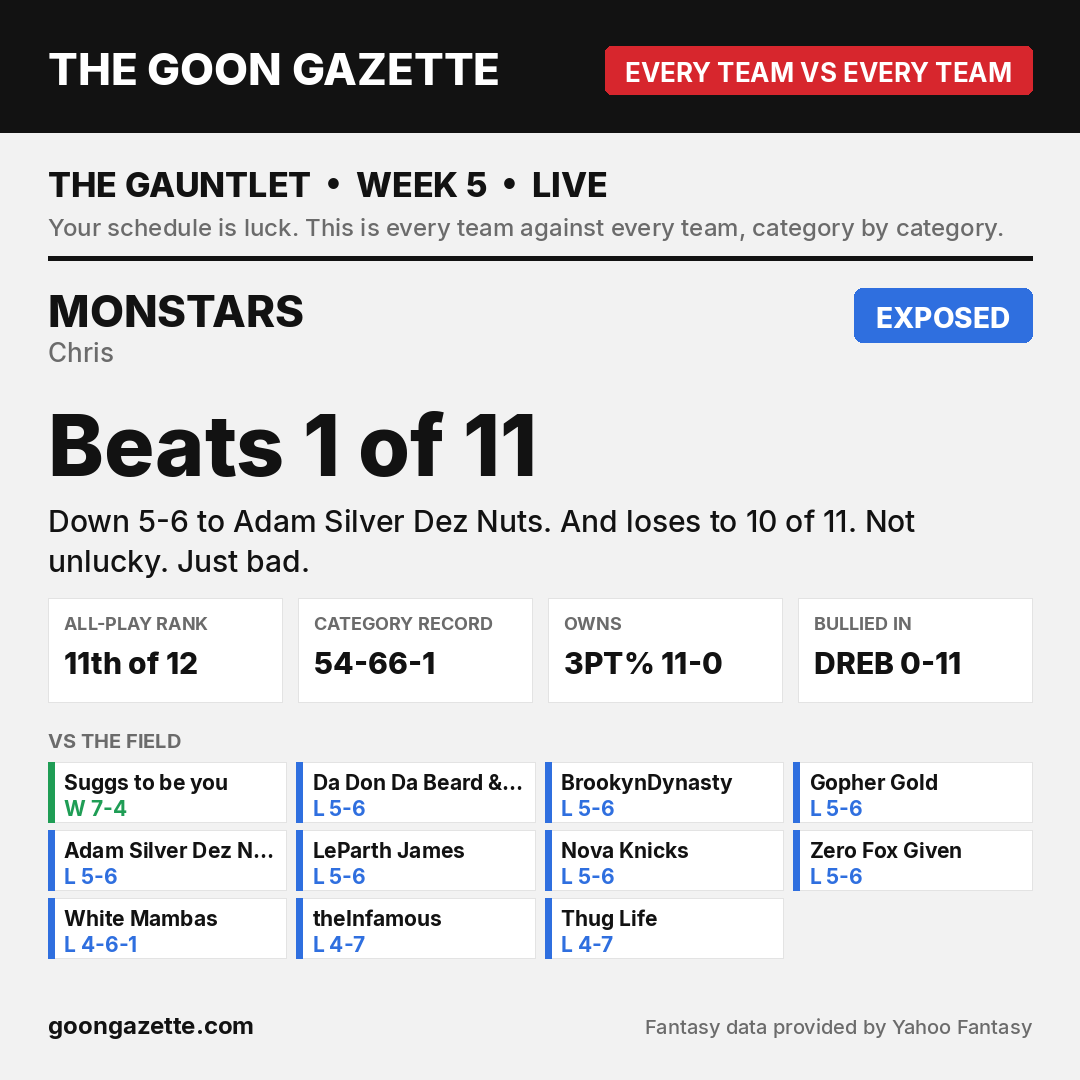 THE GOON GAZETTE
EVERY TEAM VS EVERY TEAM
THE GAUNTLET • WEEK 5 • LIVE
Your schedule is luck. This is every team against every team, category by category.
MONSTARS
EXPOSED
Chris
Beats 1 of 11
Down 5-6 to Adam Silver Dez Nuts. And loses to 10 of 11. Not
unlucky. Just bad.
ALL-PLAY RANK
11th of 12
CATEGORY RECORD
54-66-1
OWNS
3PT% 11-0
BULLIED IN
DREB 0-11
VS THE FIELD
Suggs to be you
W 7-4
Da Don Da Beard &...
L 5-6
BrookynDynasty
L 5-6
Gopher Gold
L 5-6
Adam Silver Dez N...
L 5-6
LeParth James
L 5-6
Nova Knicks
L 5-6
Zero Fox Given
L 5-6
White Mambas
L 4-6-1
theInfamous
L 4-7
Thug Life
L 4-7
goongazette.com
Fantasy data provided by Yahoo Fantasy